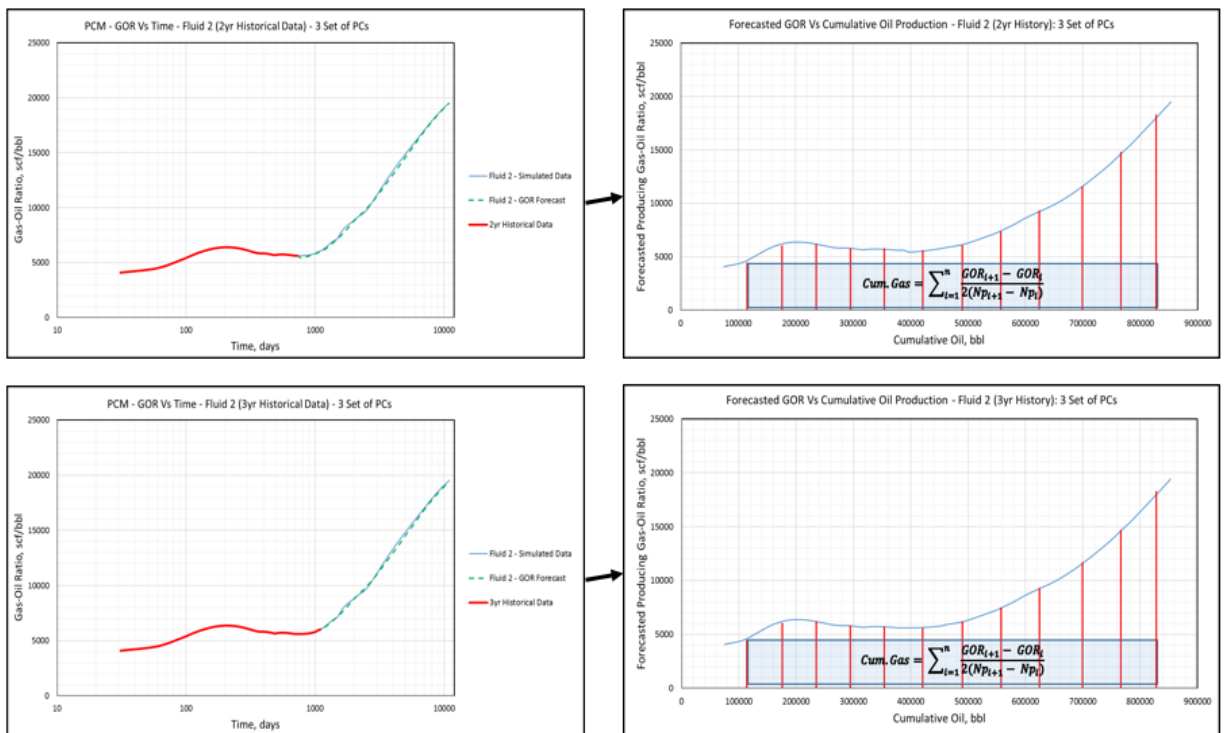 PCM - GOR Vs Time - Fluid 2 (2yr Historical Data) - 3 Set of PCs
Gas-Oil Ratio, scf/bbl
25000
20000
15000
10000
5000
0
10
100
1000
10000
Time, days
Fluid 2 - Simulated Data
Fluid 2 - GOR Forecast
2yr Historical Data
Forecasted GOR Vs Cumulative Oil Production - Fluid 2 (2yr History): 3 Set of PCs
Forecasted Producing Gas-Oil Ratio, scf/bbl
25000
20000
15000
10000
5000
0
Cum. Gas = ∑ⁿᵢ₌₁ (GORᵢ₊₁ − GORᵢ) / 2(Npᵢ₊₁ − Npᵢ)
0
100000
200000
300000
400000
500000
600000
700000
800000
900000
Cumulative Oil, bbl
PCM - GOR Vs Time - Fluid 2 (3yr Historical Data) - 3 Set of PCs
Gas-Oil Ratio, scf/bbl
25000
20000
15000
10000
5000
0
10
100
1000
10000
Time, days
Fluid 2 - Simulated Data
Fluid 2 - GOR Forecast
3yr Historical Data
Forecasted GOR Vs Cumulative Oil Production - Fluid 2 (3yr History): 3 Set of PCs
Forecasted Producing Gas-Oil Ratio, scf/bbl
25000
20000
15000
10000
5000
0
Cum. Gas = ∑ⁿᵢ₌₁ (GORᵢ₊₁ − GORᵢ) / 2(Npᵢ₊₁ − Npᵢ)
0
100000
200000
300000
400000
500000
600000
700000
800000
900000
Cumulative Oil, bbl